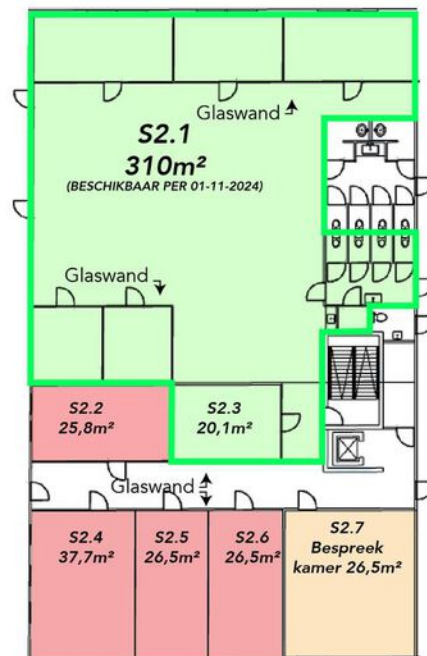 Glaswand
S2.1
310m²
(BESCHIKBAAR PER 01-11-2024)
Glaswand
S2.2
25,8m²
S2.3
20,1m²
Glaswand
S2.4
37,7m²
S2.5
26,5m²
S2.6
26,5m²
S2.7
Bespreek
kamer 26,5m²